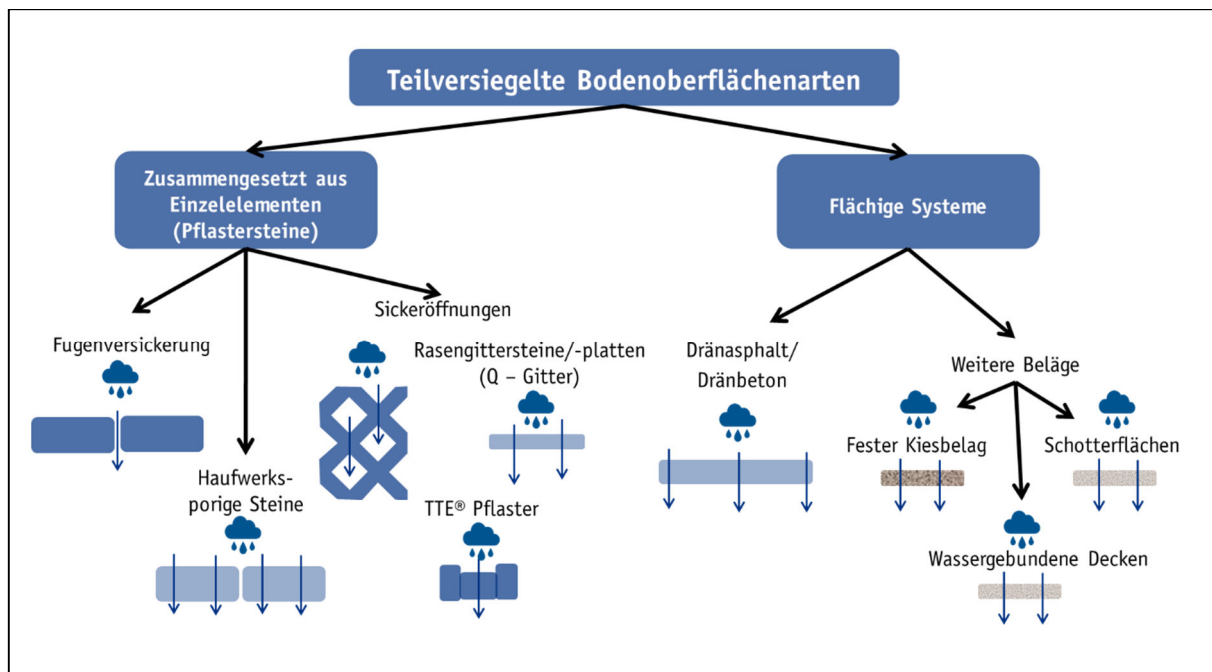 Teilversiegelte Bodenoberflächenarten
Zusammengesetzt aus
Einzelelementen
(Pflastersteine)
Flächige Systeme
Sickeröffnungen
Fugenversickerung
Rasengittersteine/-platten
(Q – Gitter)
Haufwerks-
porige Steine
TTE® Pflaster
Dränasphalt/
Dränbeton
Weitere Beläge
Fester Kiesbelag
Schotterflächen
Wassergebundene Decken